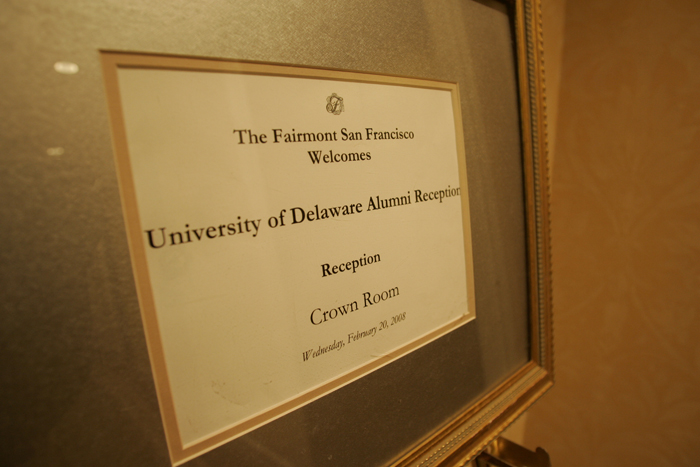 The Fairmont San Francisco
Welcomes
University of Delaware Alumni Reception
Reception
Crown Room
Wednesday, February 20, 2008